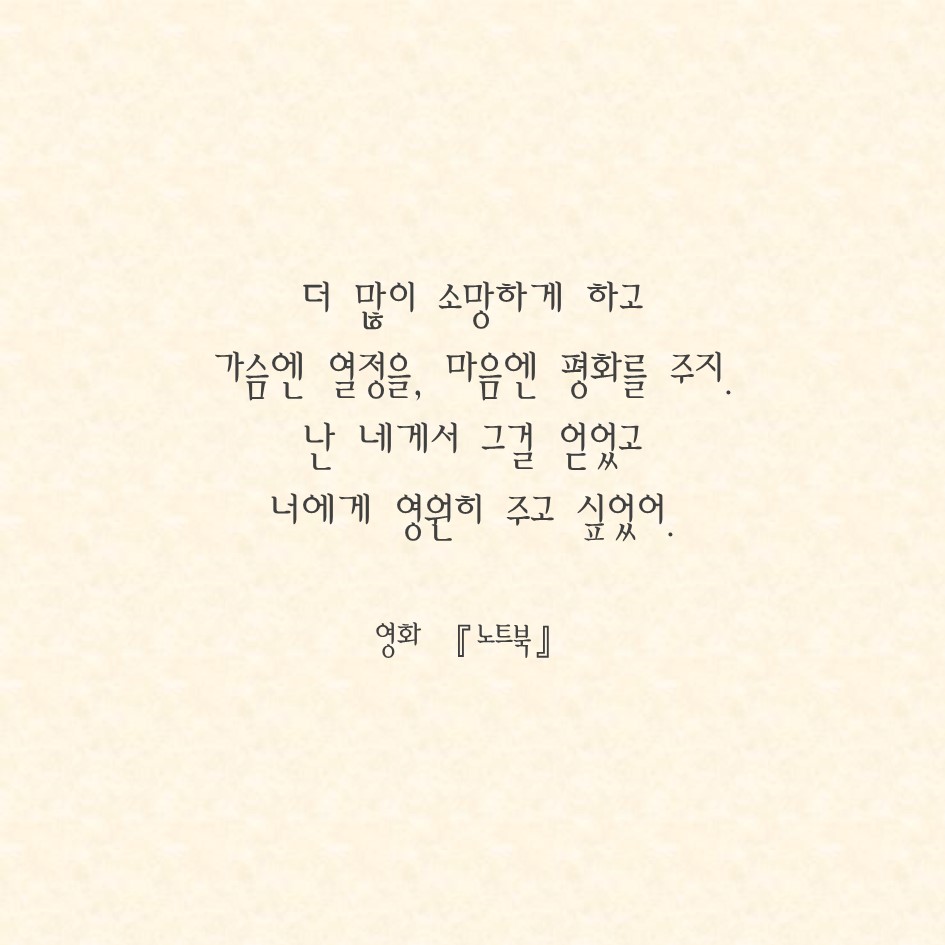 더 많이 소망하게 하고
가슴엔 열정을, 마음엔 평화를 주지.
난 네게서 그걸 얻었고
너에게 영원히 주고 싶었어.
영화 『노트북』